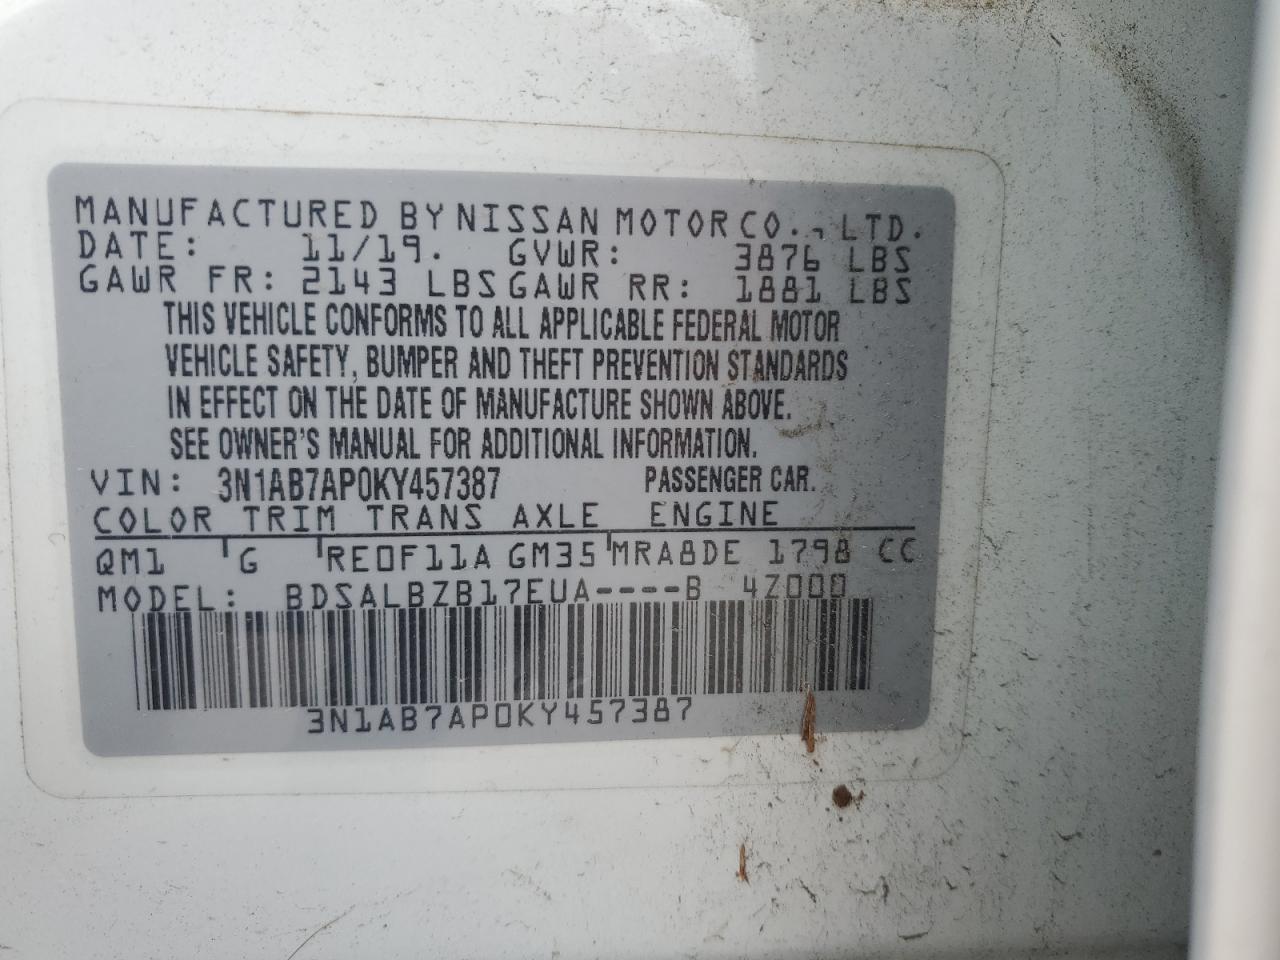 MANUFACTURED BY NISSAN MOTOR CO., LTD.
DATE: 11/19. GVWR: 3876 LBS
GAWR FR: 2143 LBS GAWR RR: 1881 LBS
THIS VEHICLE CONFORMS TO ALL APPLICABLE FEDERAL MOTOR
VEHICLE SAFETY, BUMPER AND THEFT PREVENTION STANDARDS
IN EFFECT ON THE DATE OF MANUFACTURE SHOWN ABOVE.
SEE OWNER'S MANUAL FOR ADDITIONAL INFORMATION.
VIN: 3N1AB7AP0KY457387 PASSENGER CAR.
COLOR TRIM TRANS AXLE ENGINE
QM1 G RE0F11A GM35 MRA8DE 1798 CC
MODEL: BDSALBZB17EUA----B 4Z000
3N1AB7AP0KY457387